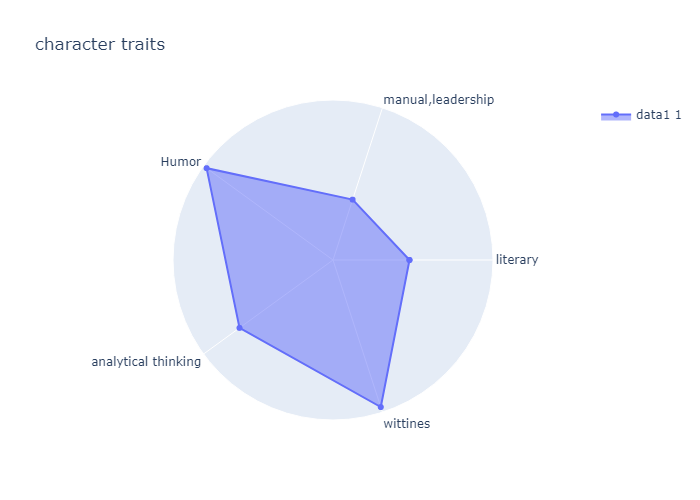 character traits
manual,leadership
data1 1
Humor
literary
analytical thinking
wittines